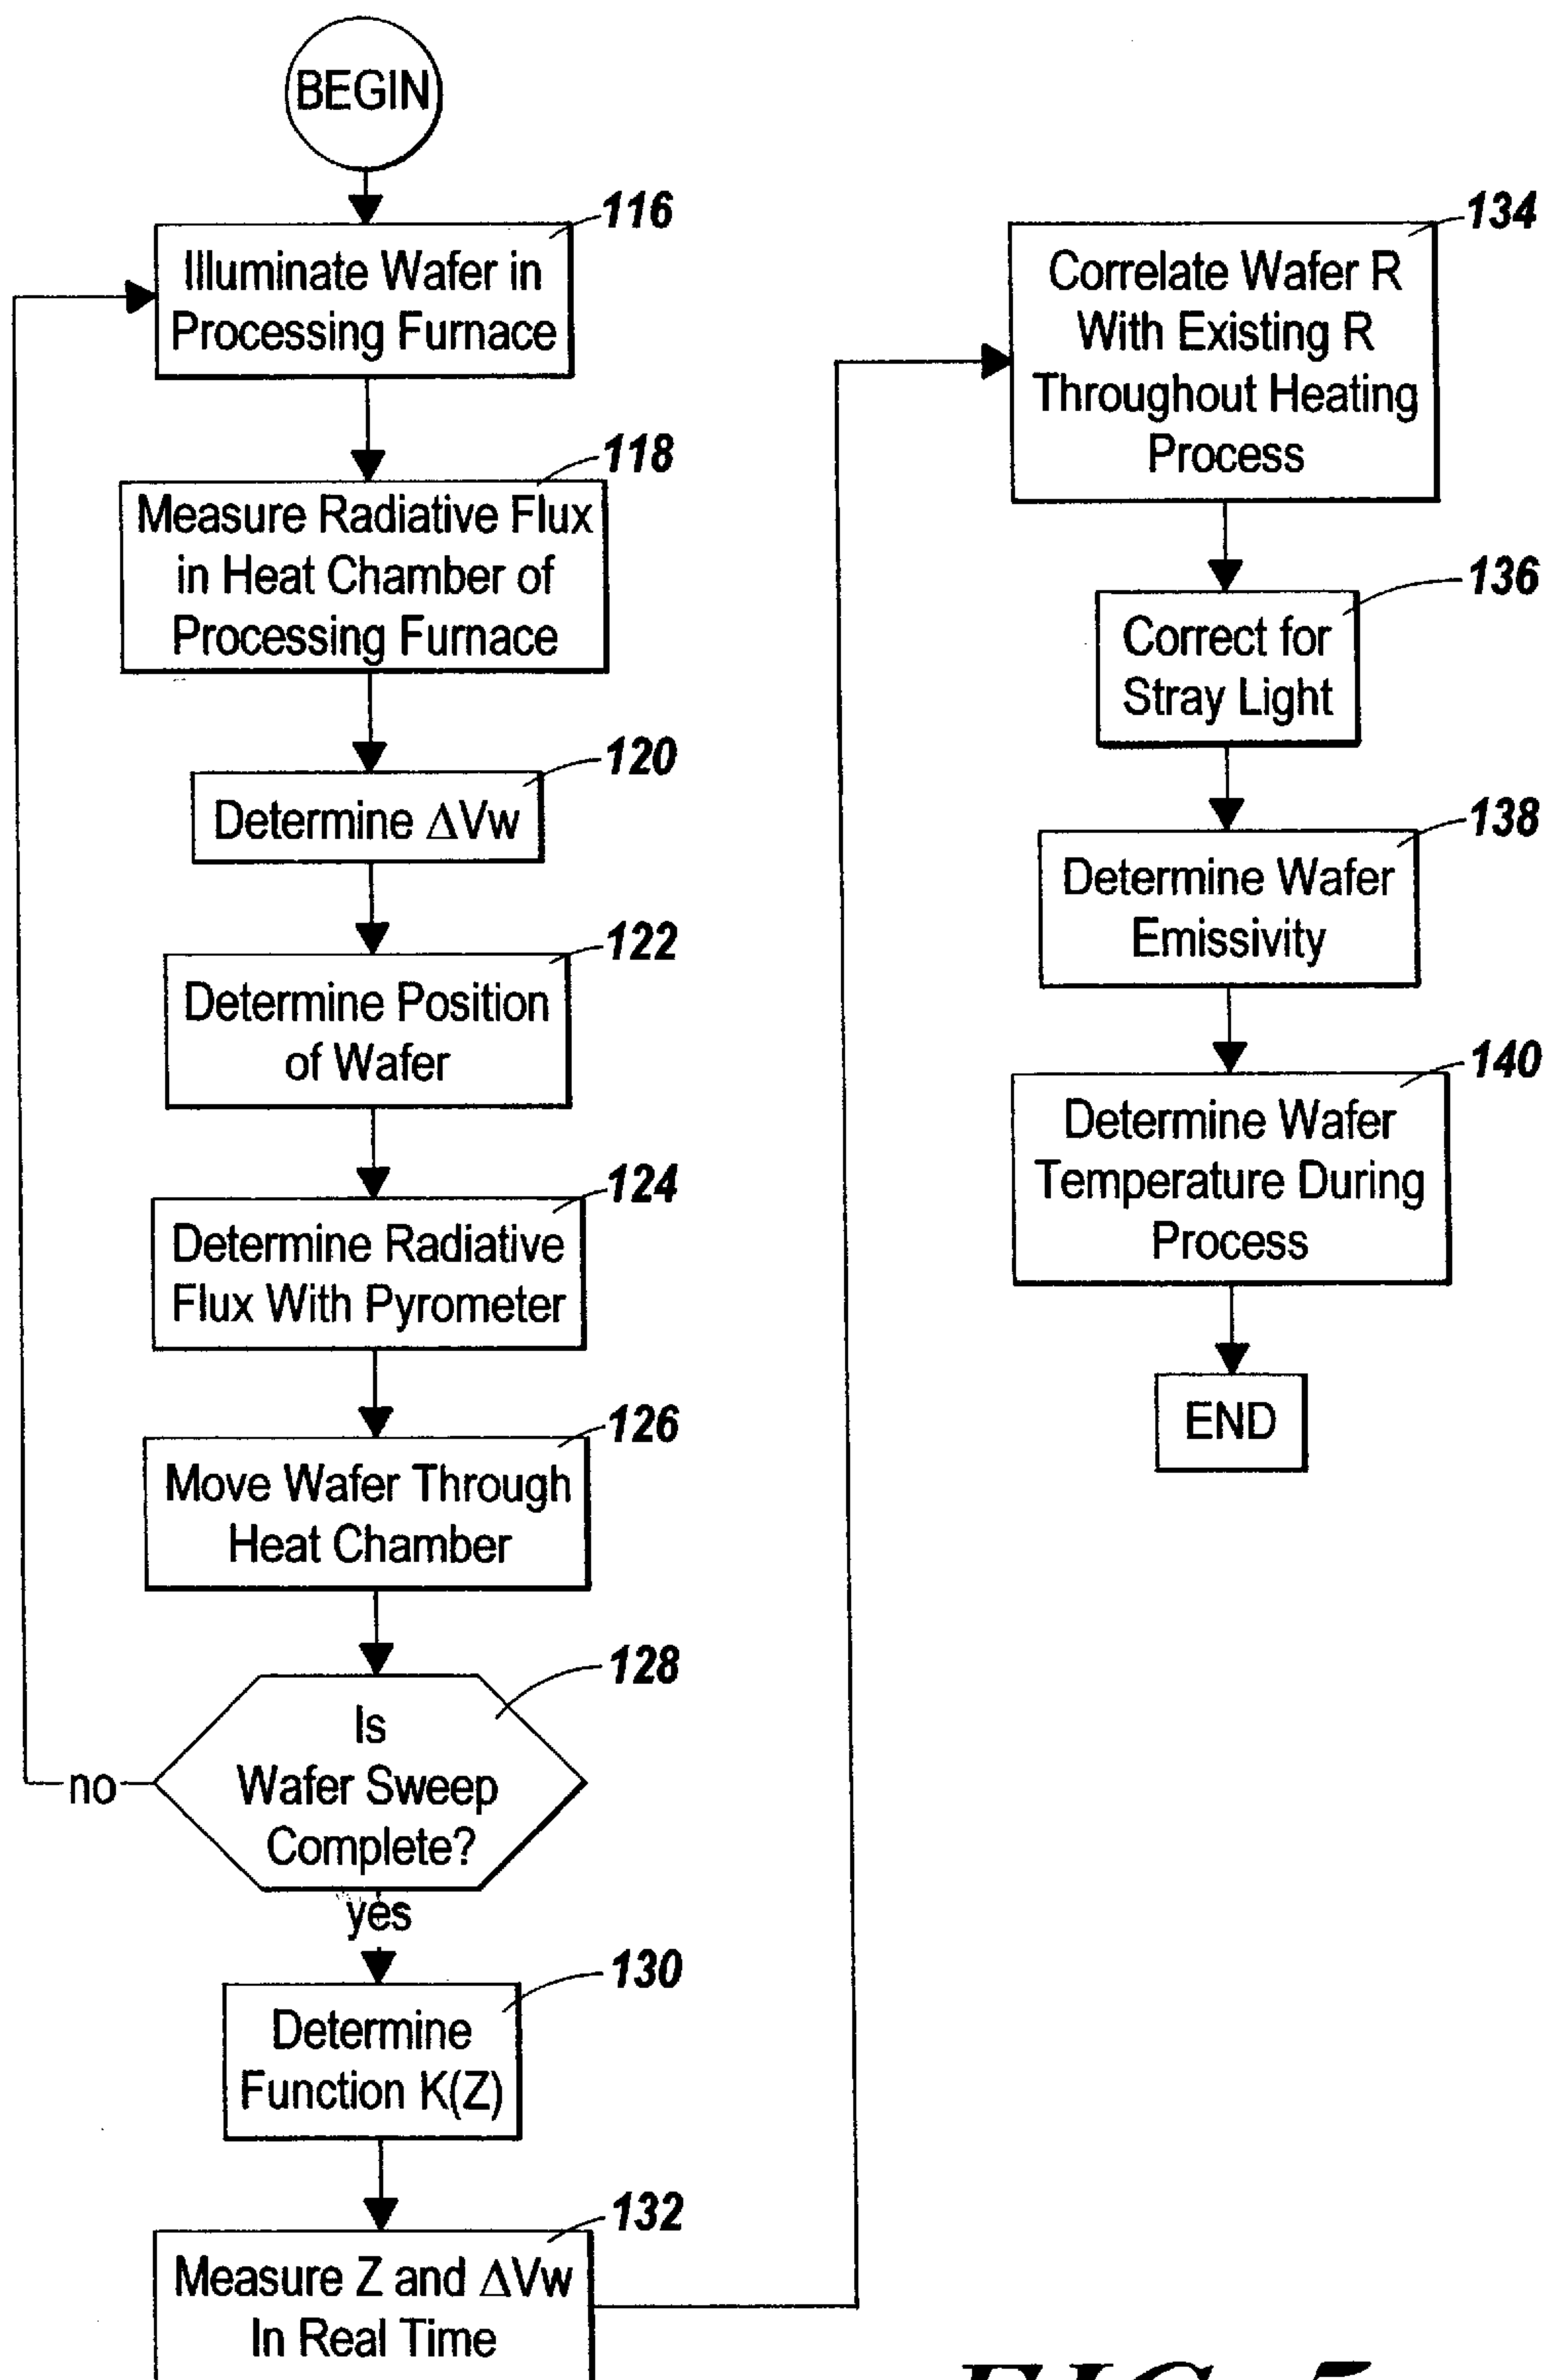 BEGIN
116
Illuminate Wafer in
Processing Furnace
118
Measure Radiative Flux
in Heat Chamber of
Processing Furnace
120
Determine ΔVw
122
Determine Position
of Wafer
124
Determine Radiative
Flux With Pyrometer
126
Move Wafer Through
Heat Chamber
128
Is
Wafer Sweep
Complete?
no
yes
130
Determine
Function K(Z)
132
Measure Z and ΔVw
In Real Time
134
Correlate Wafer R
With Existing R
Throughout Heating
Process
136
Correct for
Stray Light
138
Determine Wafer
Emissivity
140
Determine Wafer
Temperature During
Process
END